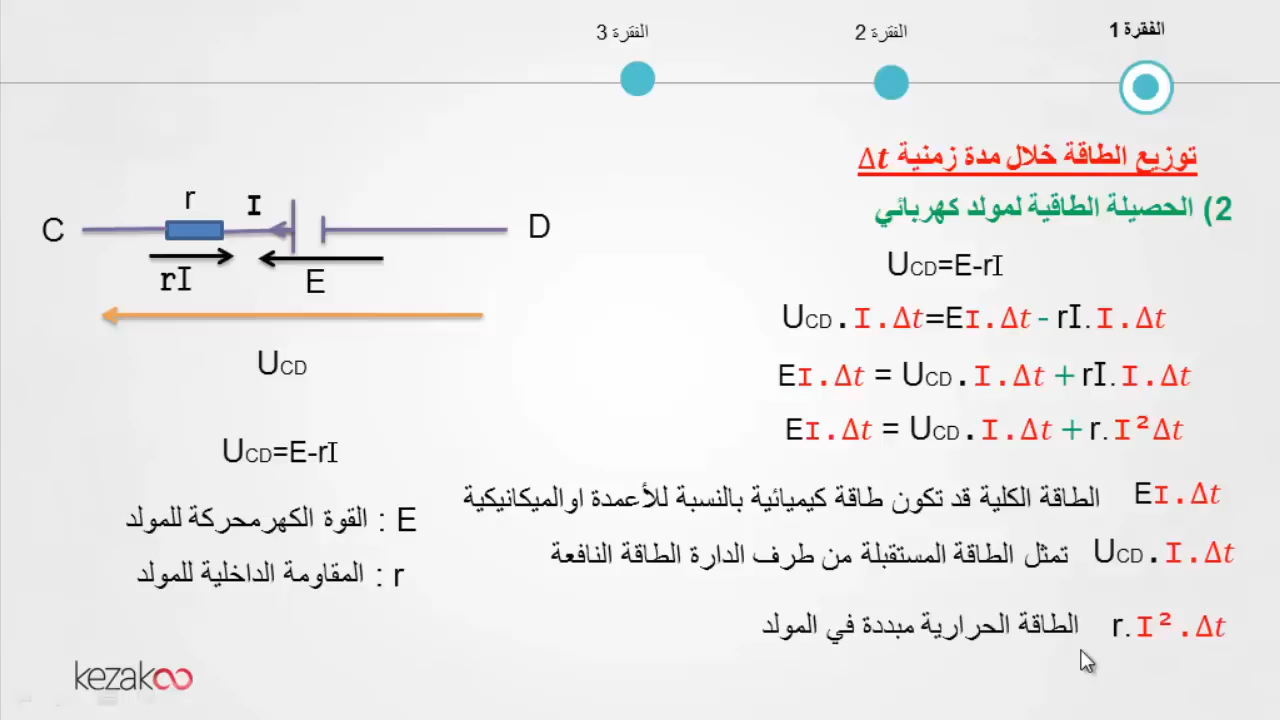 الفقرة 1
الفقرة 2
الفقرة 3
توزيع الطاقة خلال مدة زمنية Δt
2) الحصيلة الطاقية لمولد كهربائي
UCD=E-rI
UCD.I.Δt=EI.Δt - rI.I.Δt
EI.Δt = UCD.I.Δt + rI.I.Δt
EI.Δt = UCD.I.Δt + r.I²Δt
EI.Δt الطاقة الكلية قد تكون طاقة كيميائية بالنسبة للأعمدة اوالميكانيكية
UCD.I.Δt تمثل الطاقة المستقبلة من طرف الدارة الطاقة النافعة
r.I².Δt الطاقة الحرارية مبددة في المولد
C
r
I
D
rI
E
UCD
UCD=E-rI
E : القوة الكهرمحركة للمولد
r : المقاومة الداخلية للمولد
kezakoo